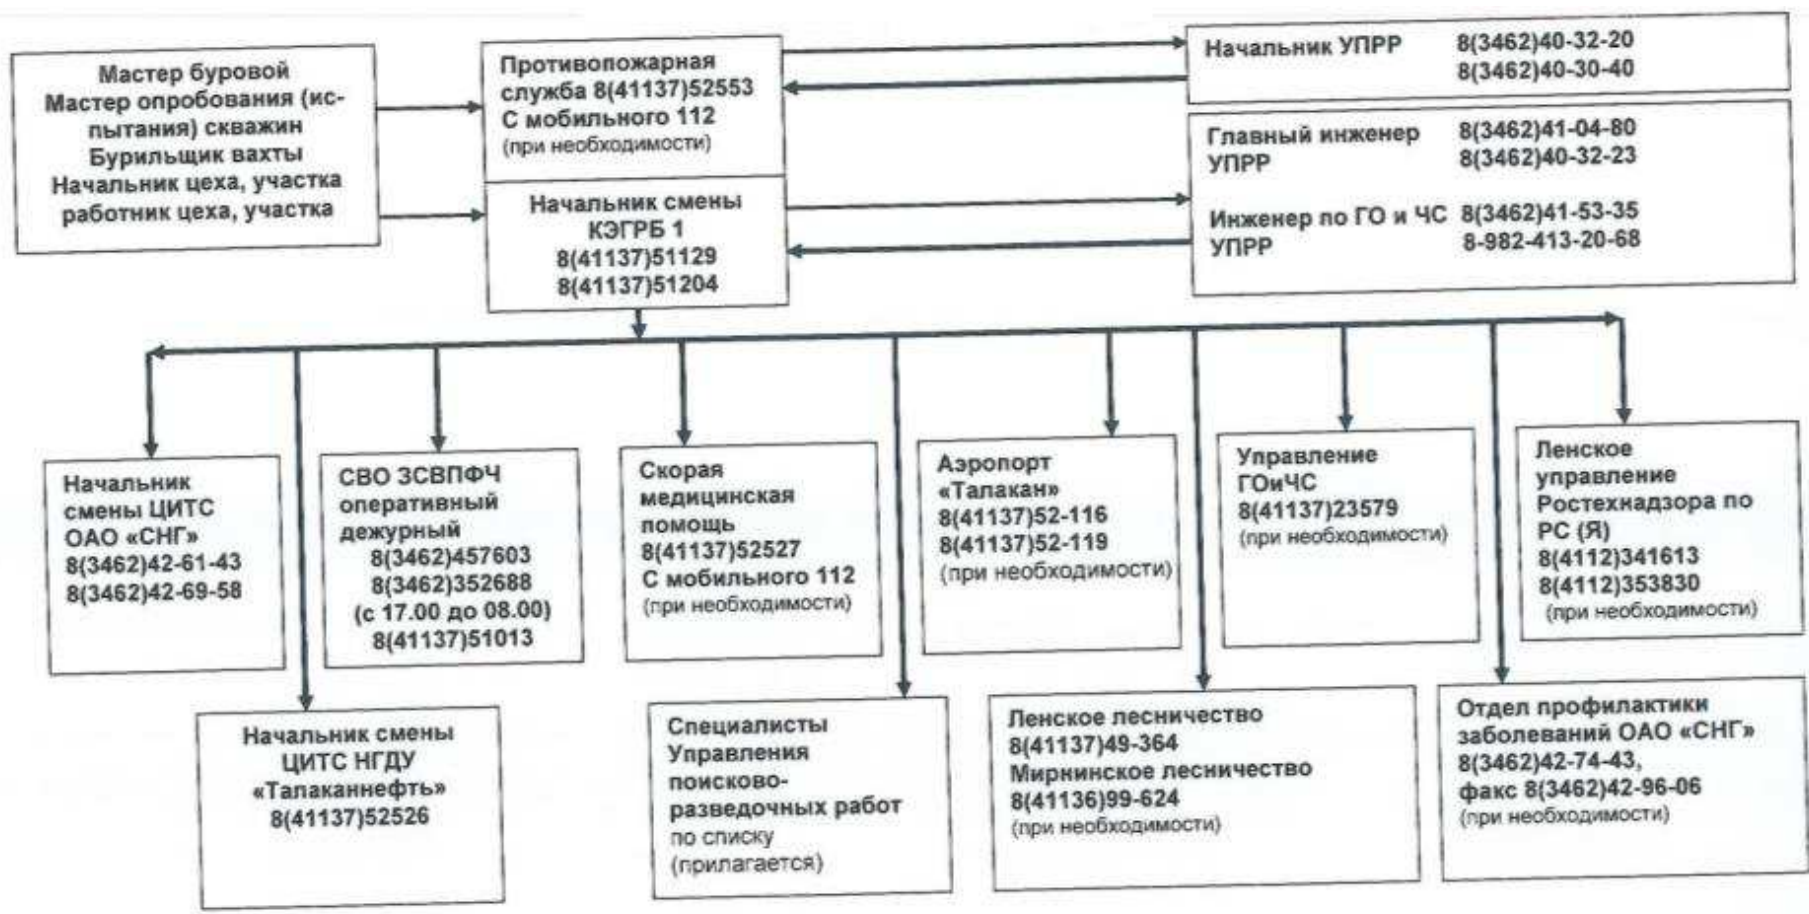 Мастер буровой
Мастер опробования (ис-
пытания) скважин
Бурильщик вахты
Начальник цеха, участка
работник цеха, участка
Противопожарная
служба 8(41137)52553
С мобильного 112
(при необходимости)
Начальник смены
КЭГРБ 1
8(41137)51129
8(41137)51204
Начальник УПРР 8(3462)40-32-20
8(3462)40-30-40
Главный инженер 8(3462)41-04-80
УПРР 8(3462)40-32-23
Инженер по ГО и ЧС 8(3462)41-53-35
УПРР 8-982-413-20-68
Начальник
смены ЦИТС
ОАО «СНГ»
8(3462)42-61-43
8(3462)42-69-58
СВО ЗСВПФЧ
оперативный
дежурный
8(3462)457603
8(3462)352688
(с 17.00 до 08.00)
8(41137)51013
Скорая
медицинская
помощь
8(41137)52527
С мобильного 112
(при необходимости)
Аэропорт
«Талакан»
8(41137)52-116
8(41137)52-119
(при необходимости)
Управление
ГОиЧС
8(41137)23579
(при необходимости)
Ленское
управление
Ростехнадзора по
РС (Я)
8(4112)341613
8(4112)353830
(при необходимости)
Начальник смены
ЦИТС НГДУ
«Талаканнефть»
8(41137)52526
Специалисты
Управления
поисково-
разведочных работ
по списку
(прилагается)
Ленское лесничество
8(41137)49-364
Мирнинское лесничество
8(41136)99-624
(при необходимости)
Отдел профилактики
заболеваний ОАО «СНГ»
8(3462)42-74-43,
факс 8(3462)42-96-06
(при необходимости)